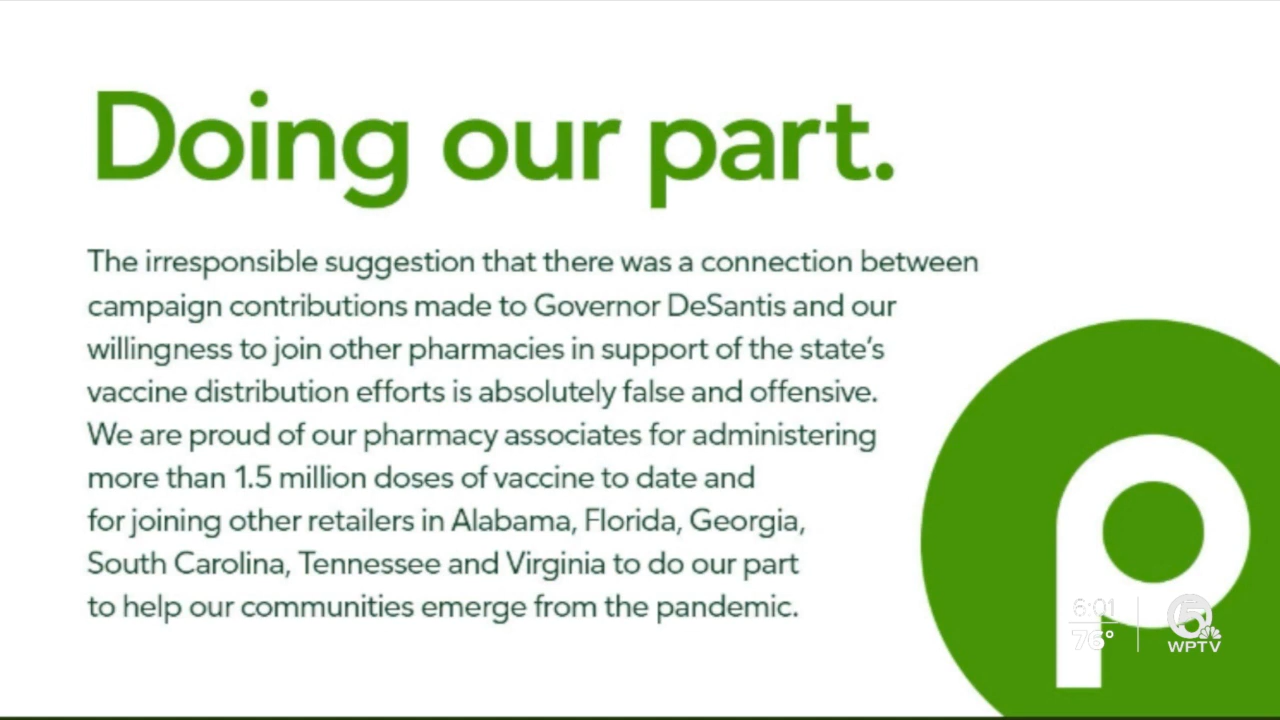 Doing our part.
The irresponsible suggestion that there was a connection between
campaign contributions made to Governor DeSantis and our
willingness to join other pharmacies in support of the state's
vaccine distribution efforts is absolutely false and offensive.
We are proud of our pharmacy associates for administering
more than 1.5 million doses of vaccine to date and
for joining other retailers in Alabama, Florida, Georgia,
South Carolina, Tennessee and Virginia to do our part
to help our communities emerge from the pandemic.
p
6:01
76°
5
WPTV